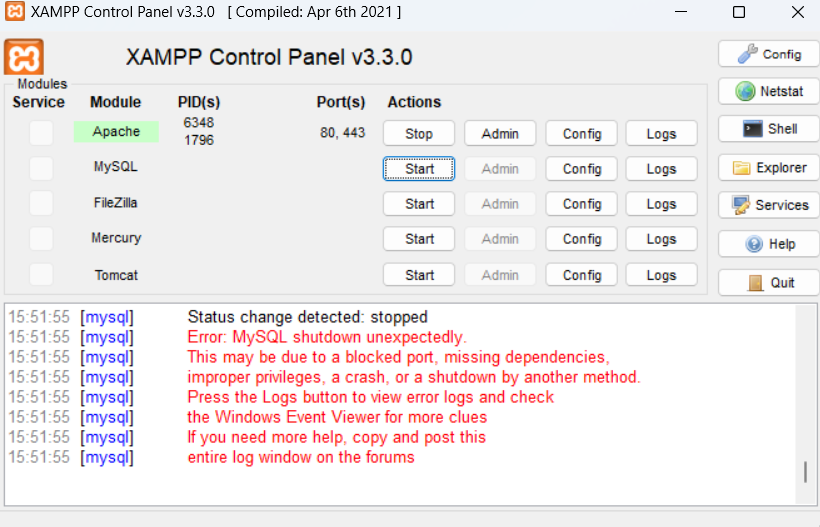 XAMPP Control Panel v3.3.0 [ Compiled: Apr 6th 2021 ]
XAMPP Control Panel v3.3.0
Config
Modules
Service Module PID(s) Port(s) Actions
Netstat
Apache 6348 80, 443 Stop Admin Config Logs
1796
Shell
MySQL Start Admin Config Logs
Explorer
FileZilla Start Admin Config Logs
Services
Mercury Start Admin Config Logs
Help
Tomcat Start Admin Config Logs
Quit
15:51:55 [mysql] Status change detected: stopped
15:51:55 [mysql] Error: MySQL shutdown unexpectedly.
15:51:55 [mysql] This may be due to a blocked port, missing dependencies,
15:51:55 [mysql] improper privileges, a crash, or a shutdown by another method.
15:51:55 [mysql] Press the Logs button to view error logs and check
15:51:55 [mysql] the Windows Event Viewer for more clues
15:51:55 [mysql] If you need more help, copy and post this
15:51:55 [mysql] entire log window on the forums